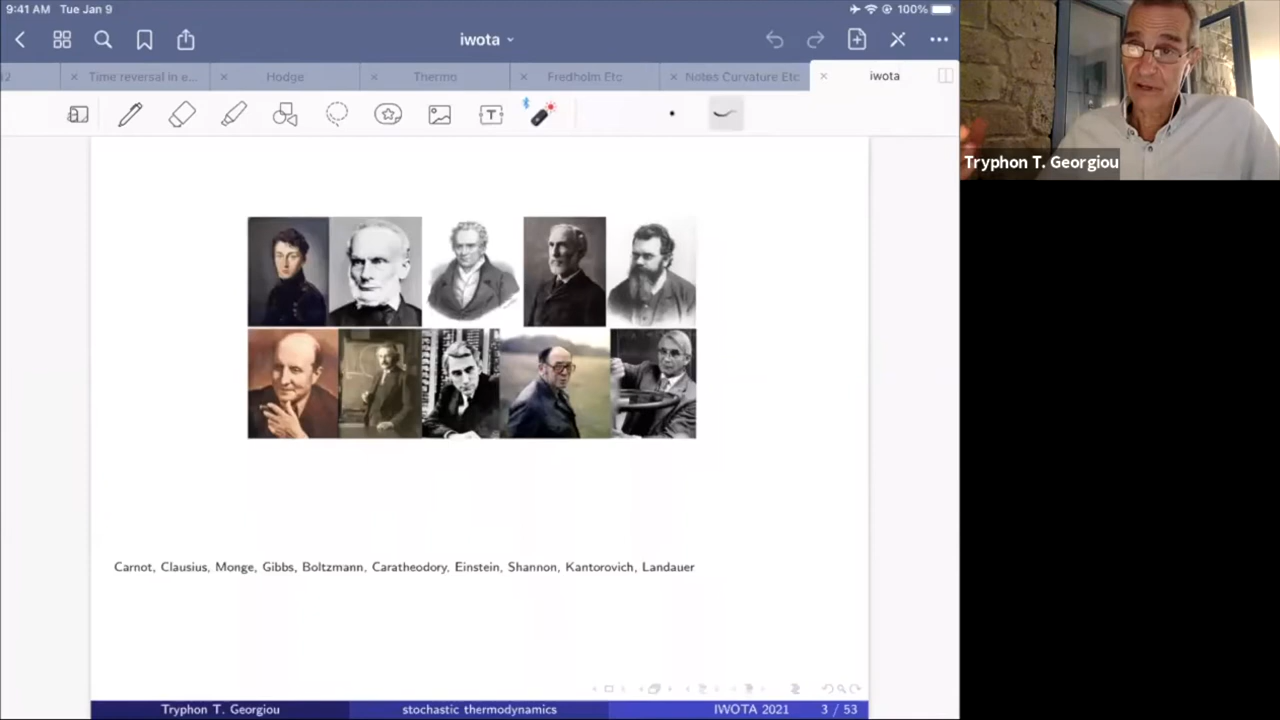 9:41 AM Tue Jan 9
100%
iwota
Time reversal in e...
Hodge
Thermo
Fredholm Etc
Notes Curvature Etc
iwota
T
Tryphon T. Georgiou
Carnot, Clausius, Monge, Gibbs, Boltzmann, Caratheodory, Einstein, Shannon, Kantorovich, Landauer
Tryphon T. Georgiou stochastic thermodynamics IWOTA 2021 3 / 53